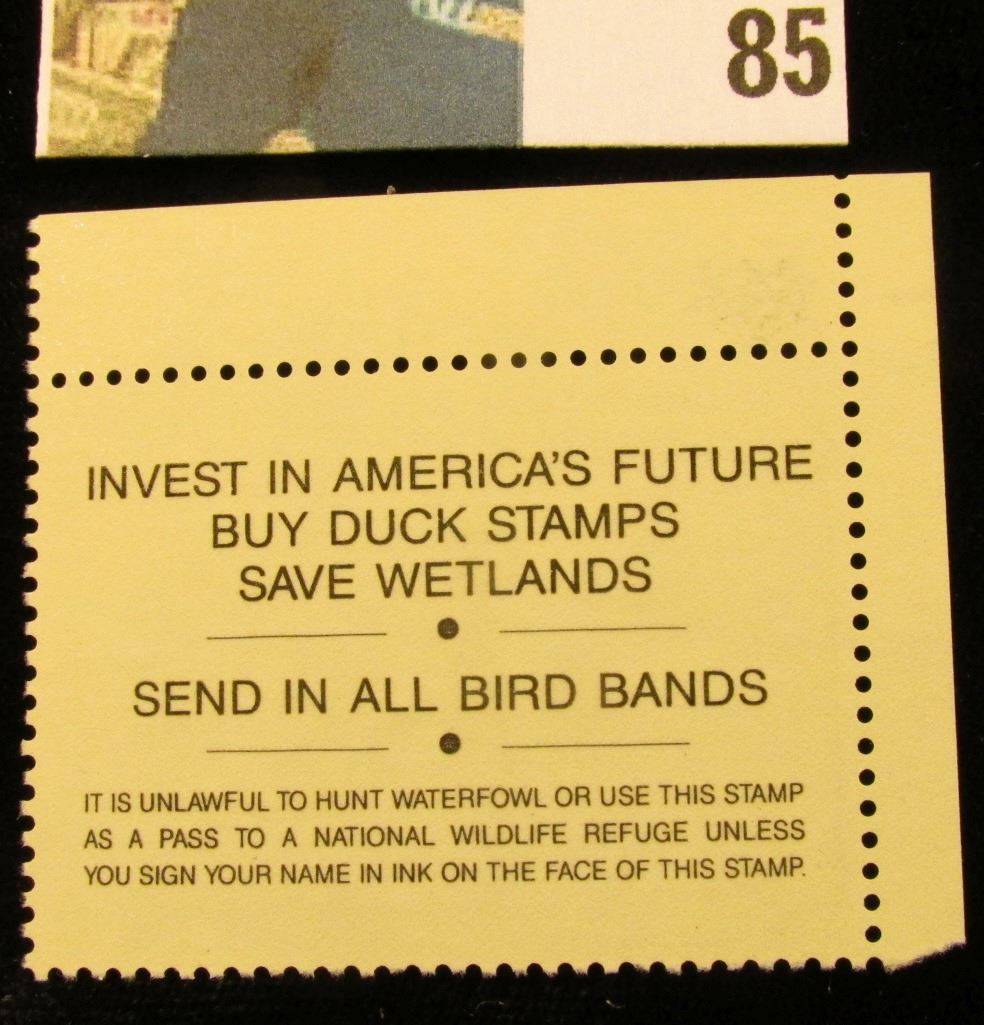 85
INVEST IN AMERICA'S FUTURE
BUY DUCK STAMPS
SAVE WETLANDS
SEND IN ALL BIRD BANDS
IT IS UNLAWFUL TO HUNT WATERFOWL OR USE THIS STAMP
AS A PASS TO A NATIONAL WILDLIFE REFUGE UNLESS
YOU SIGN YOUR NAME IN INK ON THE FACE OF THIS STAMP.